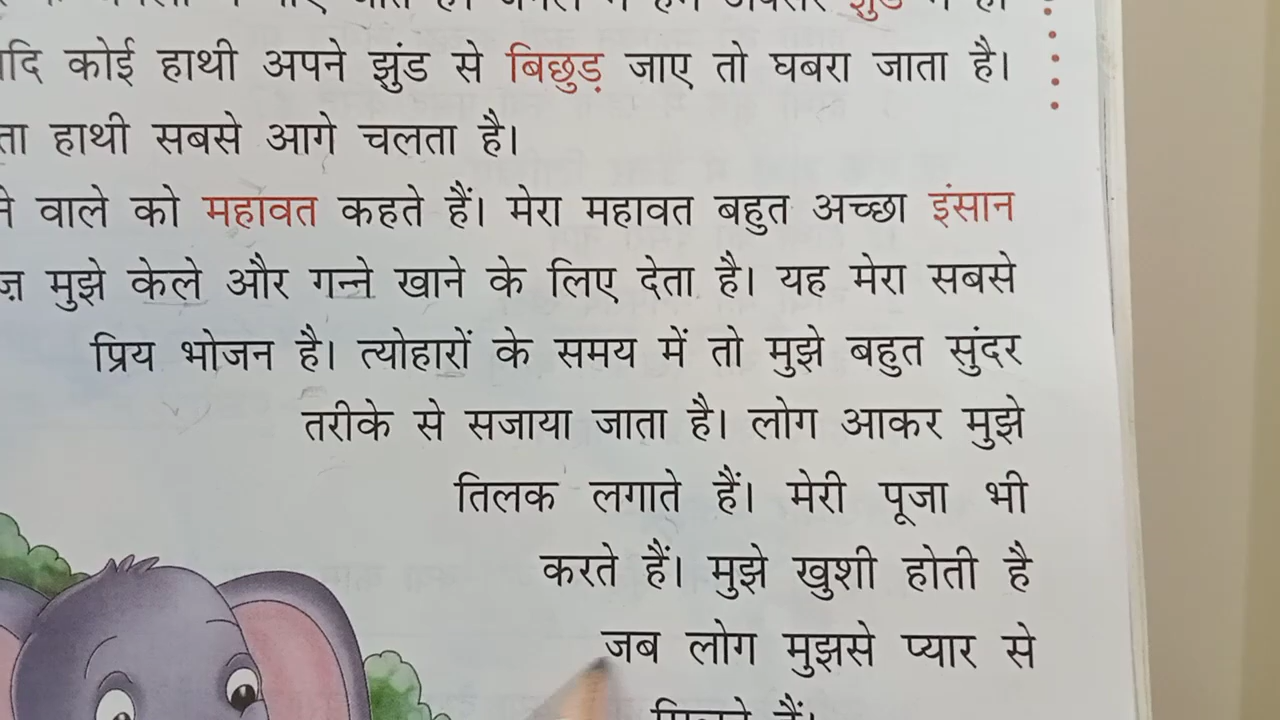 कोई हाथी अपने झुंड से बिछुड़ जाए तो घबरा जाता है।
हाथी सबसे आगे चलता है।
वाले को महावत कहते हैं। मेरा महावत बहुत अच्छा इंसान
मुझे केले और गन्ने खाने के लिए देता है। यह मेरा सबसे
प्रिय भोजन है। त्योहारों के समय में तो मुझे बहुत सुंदर
तरीके से सजाया जाता है। लोग आकर मुझे
तिलक लगाते हैं। मेरी पूजा भी
करते हैं। मुझे खुशी होती है
जब लोग मुझसे प्यार से